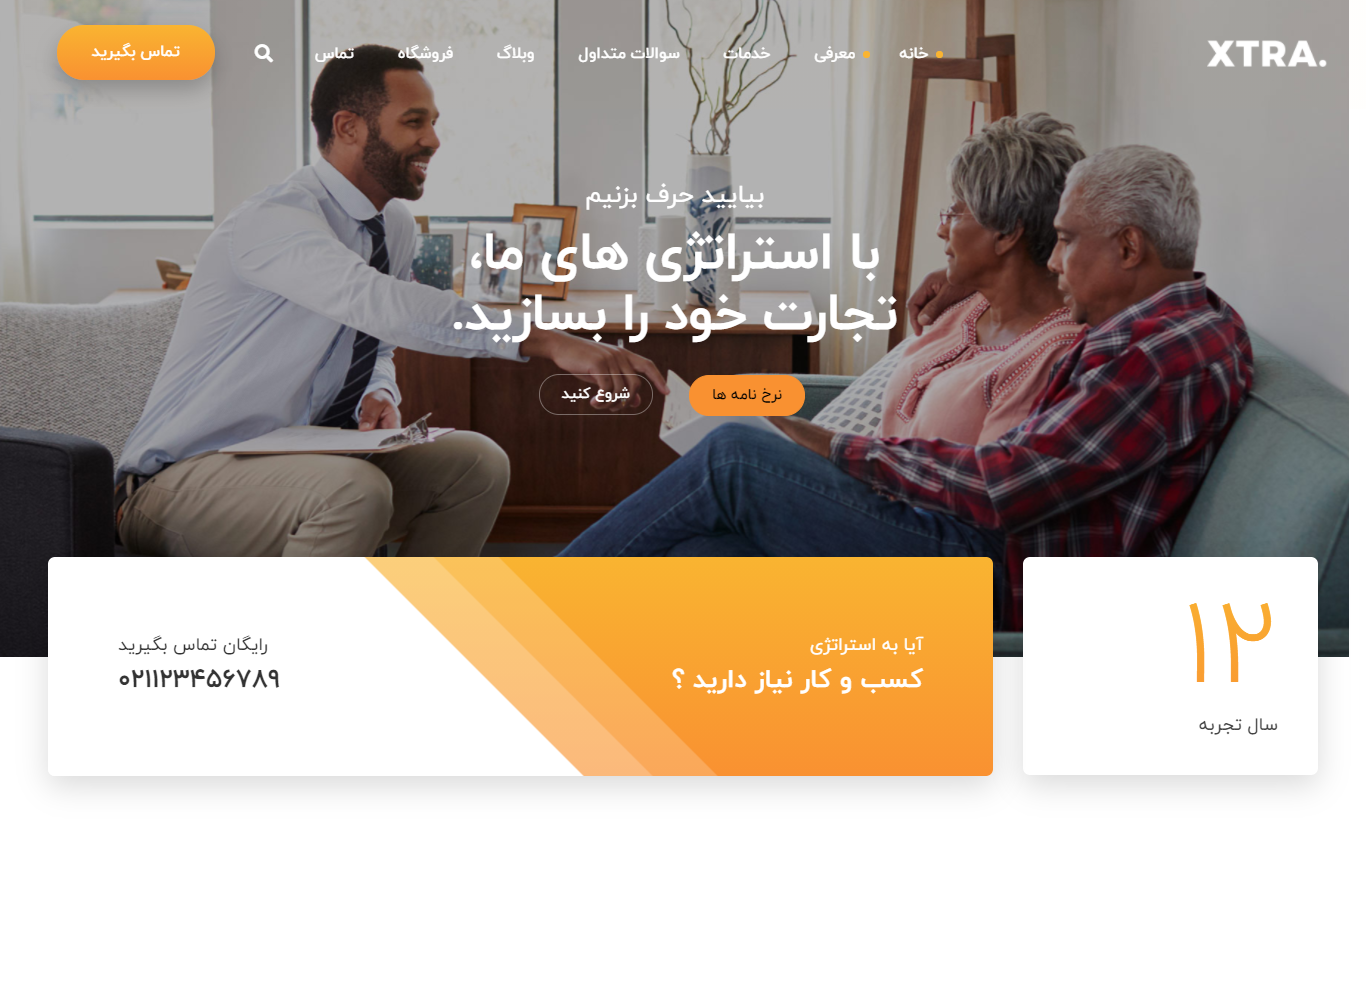 XTRA.
خانه
معرفی
خدمات
سوالات متداول
وبلاگ
فروشگاه
تماس
تماس بگیرید
بیایید حرف بزنیم
با استراتژی های ما،
تجارت خود را بسازید.
نرخ نامه ها
شروع کنید
۱۲
سال تجربه
آیا به استراتژی
کسب و کار نیاز دارید ؟
رایگان تماس بگیرید
۰۲۱۱۲۳۴۵۶۷۸۹